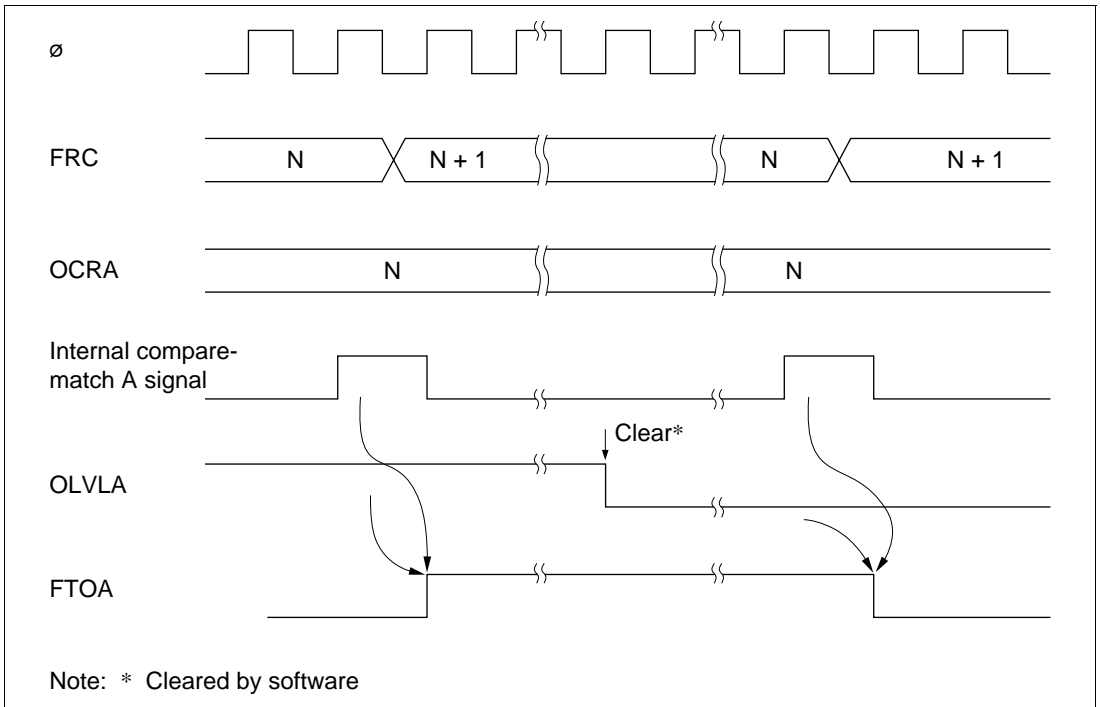 ø
FRC N N + 1 N N + 1
OCRA N N
Internal compare-
match A signal
Clear*
OLVLA
FTOA
Note: * Cleared by software